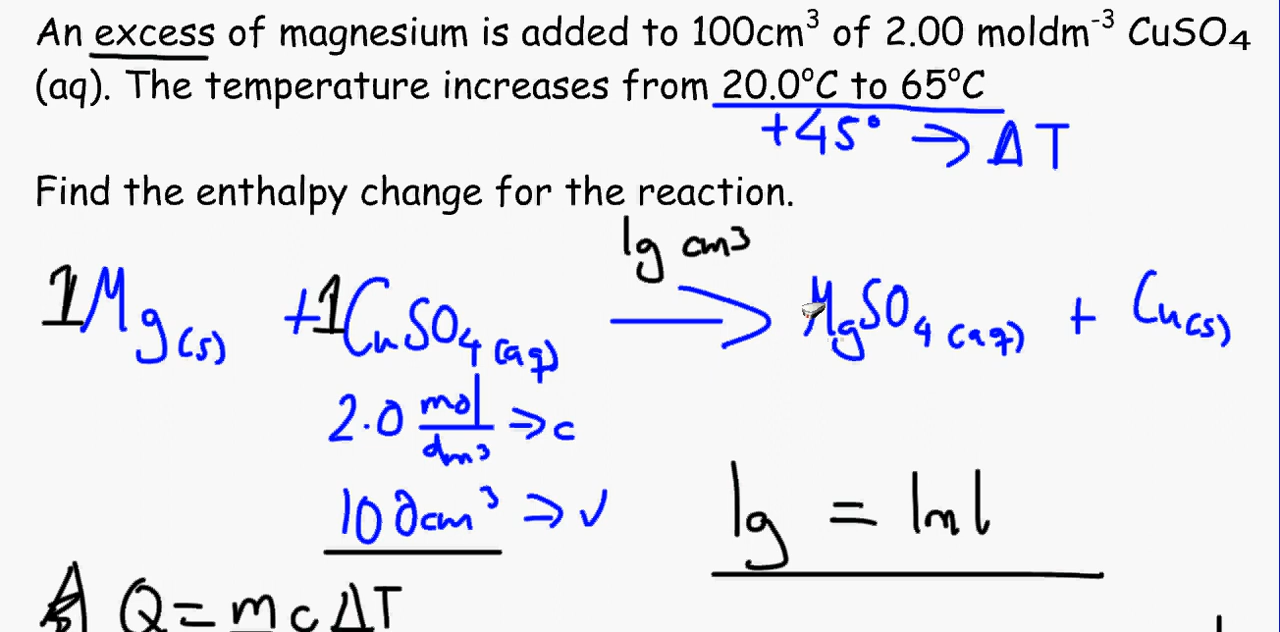 An excess of magnesium is added to 100cm³ of 2.00 moldm⁻³ CuSO₄
(aq). The temperature increases from 20.0°C to 65°C
+45° ⇒ ΔT
Find the enthalpy change for the reaction.
1g cm³
1Mg(s) + 1CuSO₄(aq) → MgSO₄(aq) + Cu(s)
2.0 mol/dm³ ⇒ c
100cm³ ⇒ V
1g = 1ml
Q = mcΔT